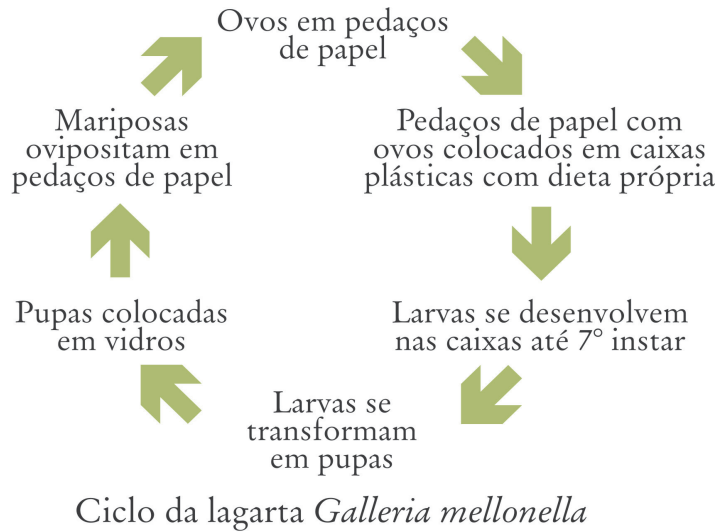 Ovos em pedaços
de papel
Pedaços de papel com
ovos colocados em caixas
plásticas com dieta própria
Larvas se desenvolvem
nas caixas até 7° instar
Larvas se
transformam
em pupas
Pupas colocadas
em vidros
Mariposas
ovipositam em
pedaços de papel
Ciclo da lagarta Galleria mellonella